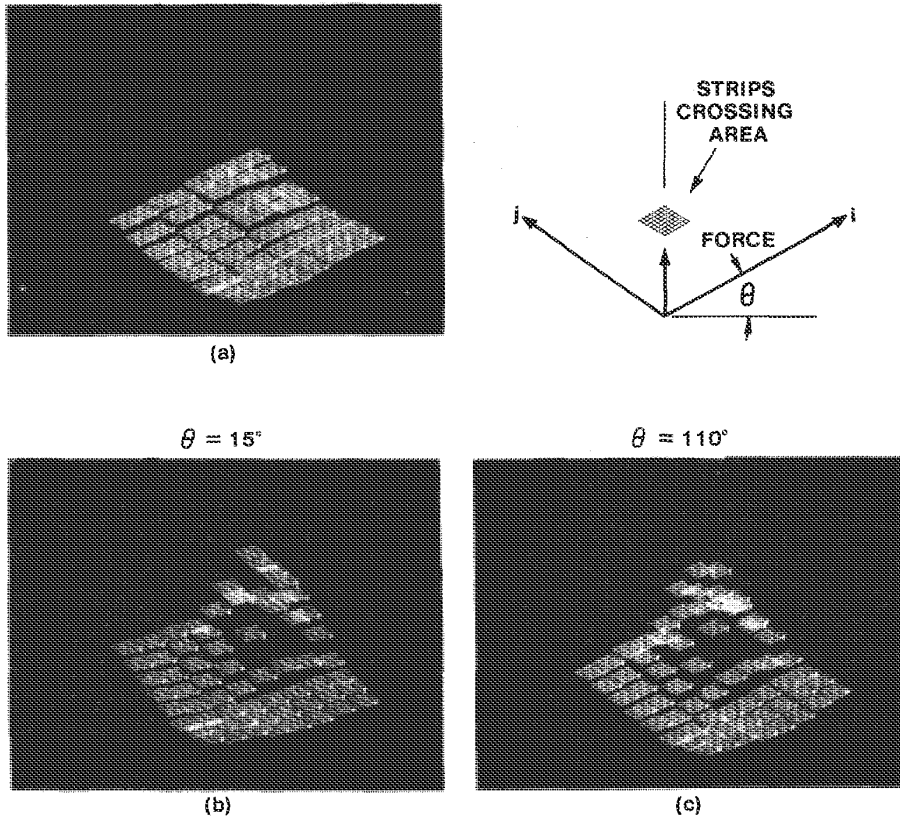 STRIPS
CROSSING
AREA
j
i
FORCE
θ
(a)
θ = 15°
θ = 110°
(b)
(c)